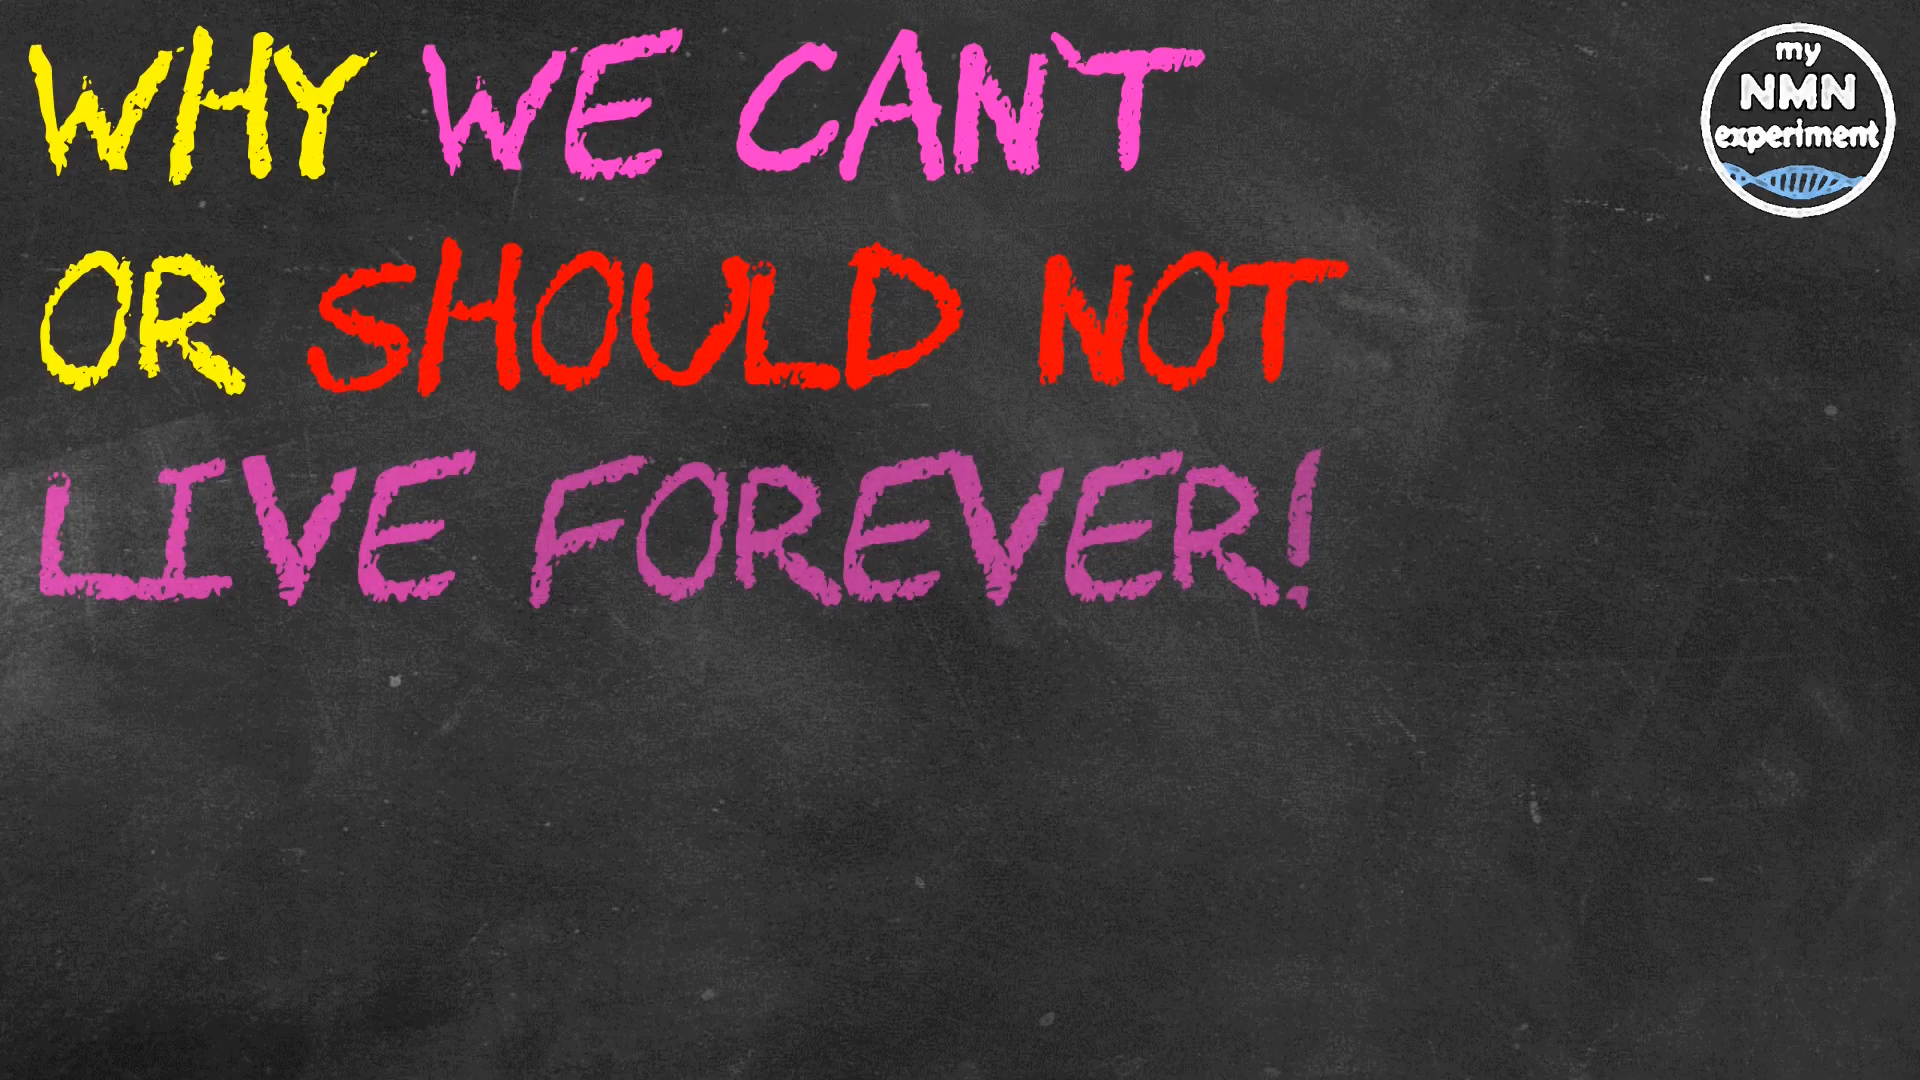 WHY WE CAN'T
OR SHOULD NOT
LIVE FOREVER!
my
NMN
experiment